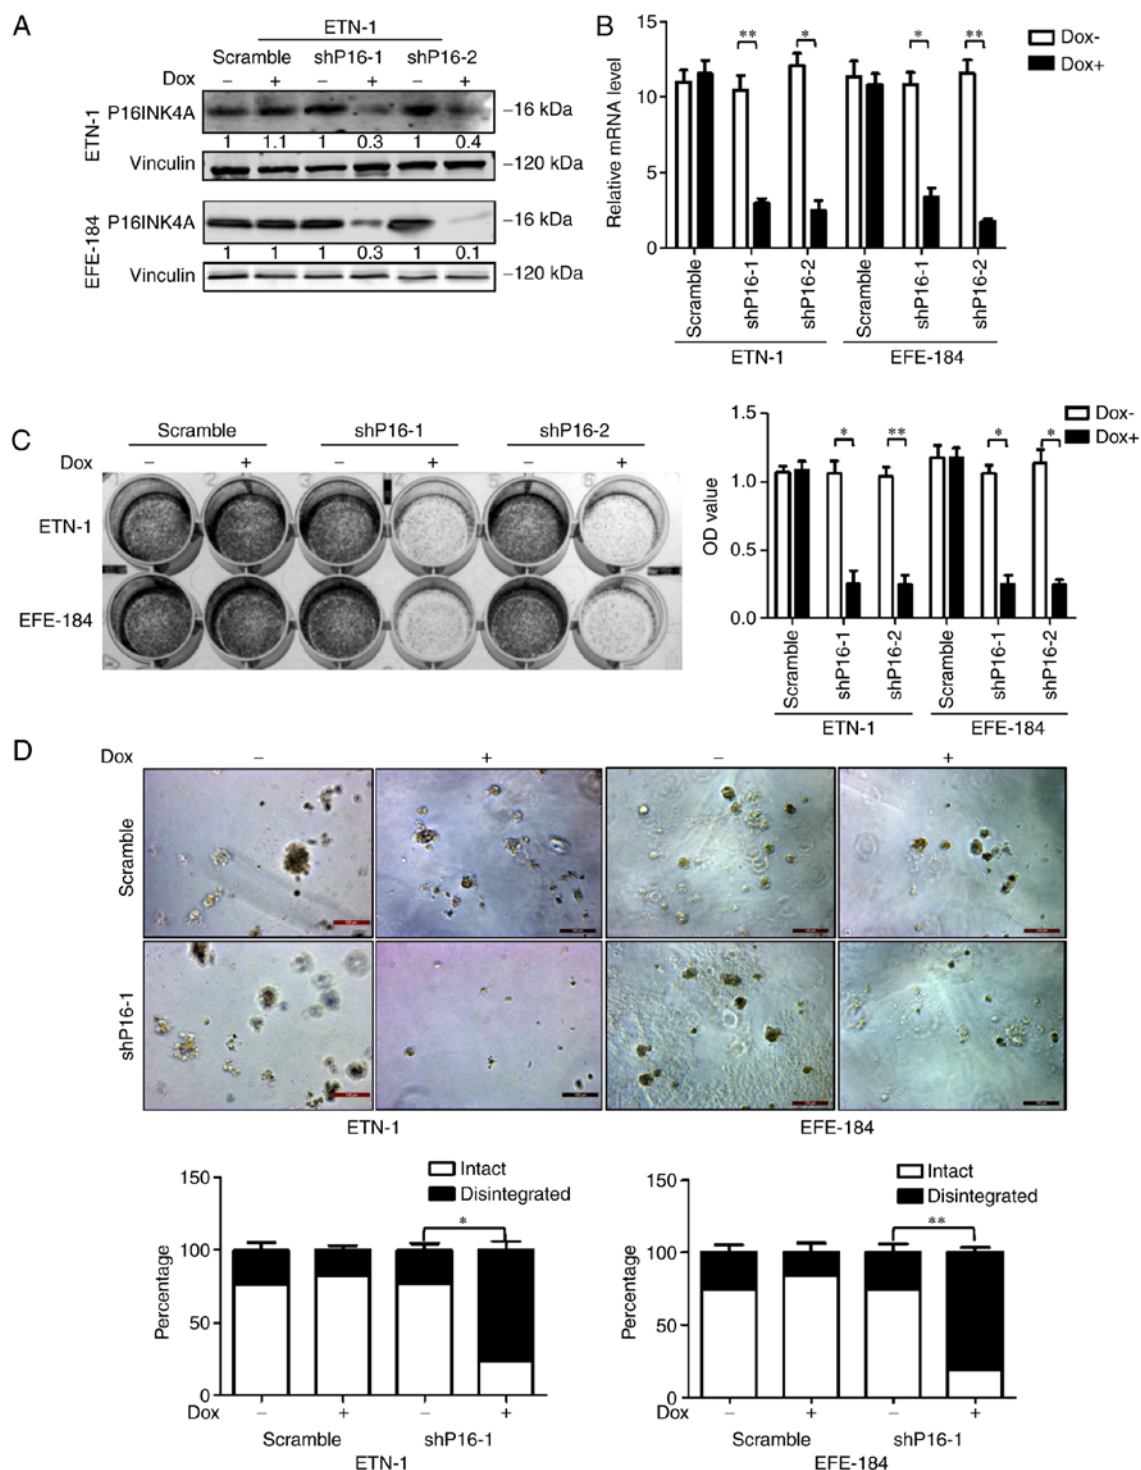 A
ETN-1
Scramble shP16-1 shP16-2
Dox – + – + – +
ETN-1
P16INK4A –16 kDa
1 1.1 1 0.3 1 0.4
Vinculin –120 kDa
EFE-184
P16INK4A –16 kDa
1 1 1 0.3 1 0.1
Vinculin –120 kDa
B
Relative mRNA level
15
10
5
0
** * * **
Dox-
Dox+
Scramble shP16-1 shP16-2 Scramble shP16-1 shP16-2
ETN-1 EFE-184
C
Scramble shP16-1 shP16-2
Dox – + – + – +
ETN-1
EFE-184
OD value
1.5
1.0
0.5
0.0
* ** * *
Dox-
Dox+
Scramble shP16-1 shP16-2 Scramble shP16-1 shP16-2
ETN-1 EFE-184
D
Dox – + – +
Scramble
shP16-1
ETN-1 EFE-184
Percentage
150
100
50
0
Intact
Disintegrated
*
Dox – + – +
Scramble shP16-1
ETN-1
Percentage
150
100
50
0
Intact
Disintegrated
**
Dox – + – +
Scramble shP16-1
EFE-184